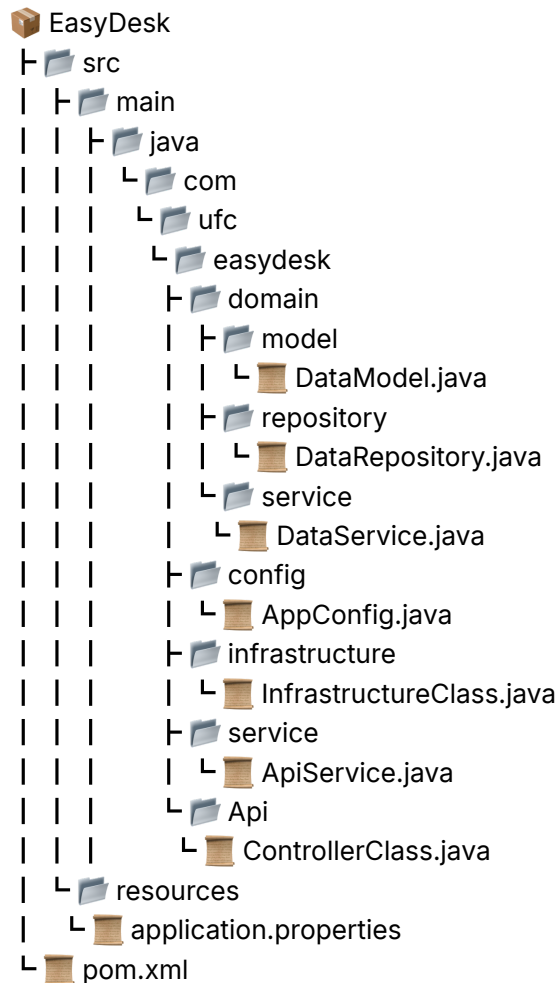 EasyDesk
src
main
java
com
ufc
easydesk
domain
model
DataModel.java
repository
DataRepository.java
service
DataService.java
config
AppConfig.java
infrastructure
InfrastructureClass.java
service
ApiService.java
Api
ControllerClass.java
resources
application.properties
pom.xml